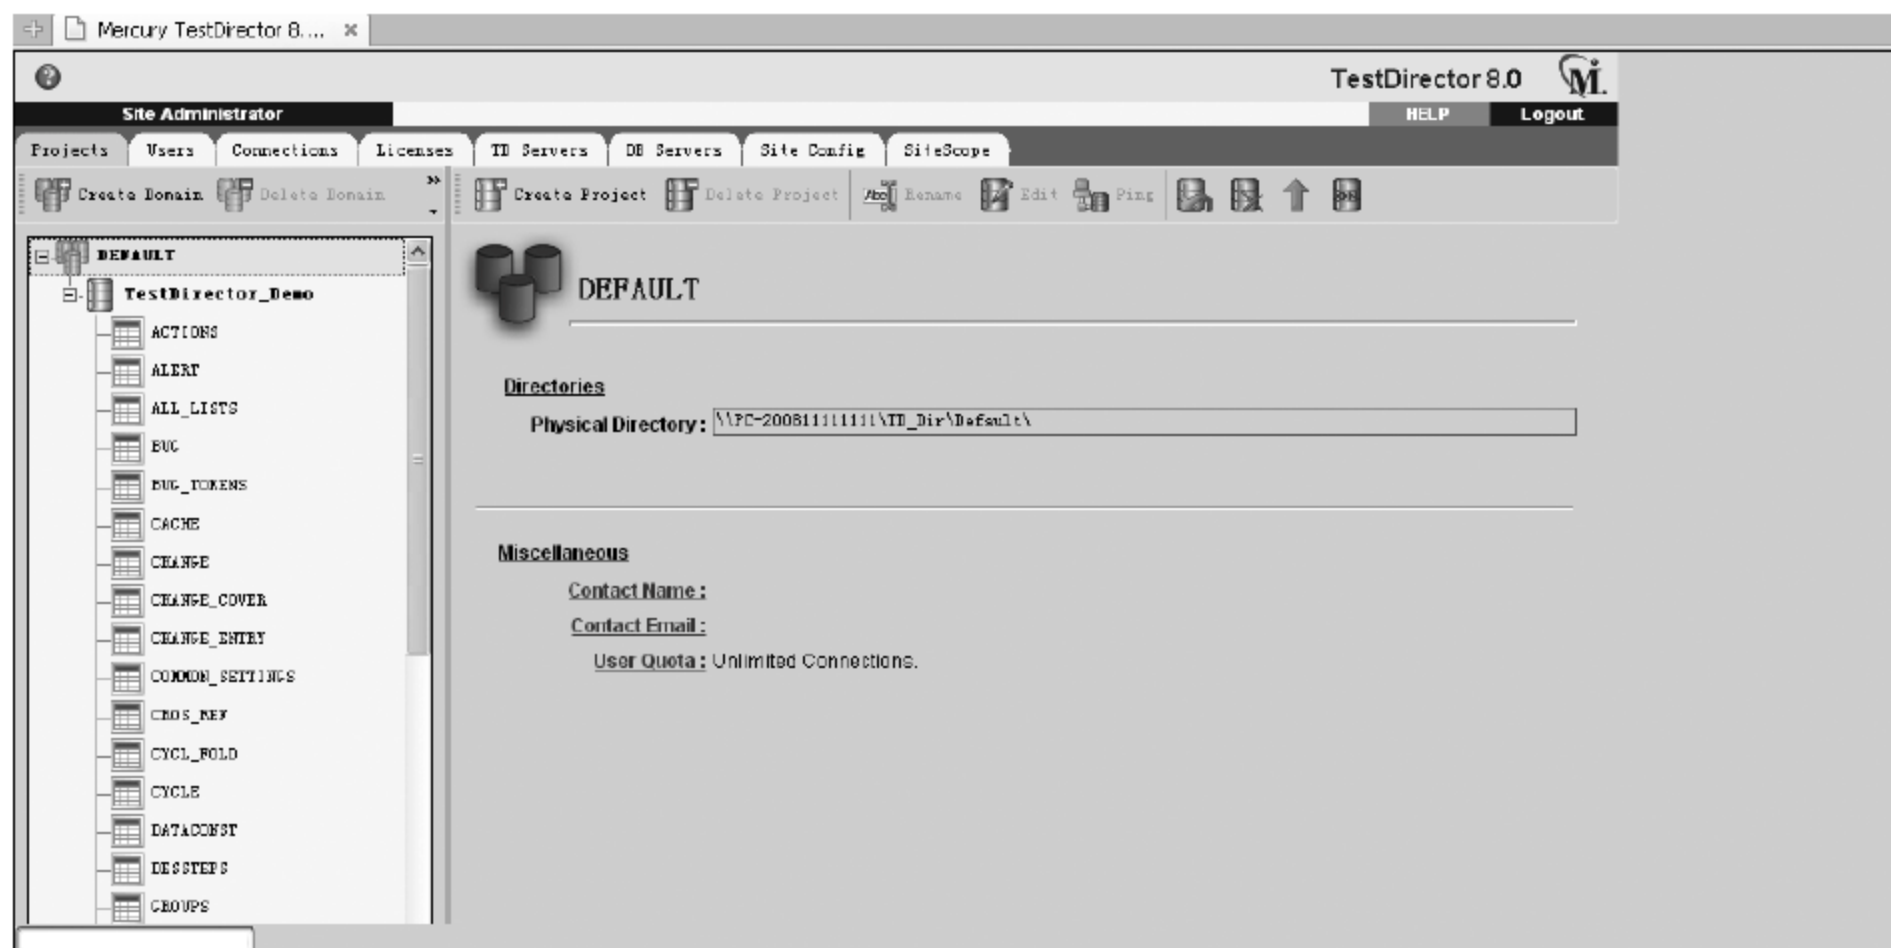 Mercury TestDirector 8....
TestDirector 8.0
Site Administrator
HELP
Logout
Projects
Users
Connections
Licenses
TD Servers
DB Servers
Site Config
SiteScope
Create Domain
Delete Domain
Create Project
Delete Project
Rename
Edit
Ping
DEFAULT
TestDirector_Demo
ACTIONS
ALERT
ALL_LISTS
BUG
BUG_TOKENS
CACHE
CHANGE
CHANGE_COVER
CHANGE_ENTRY
COMMON_SETTINGS
CROS_REF
CYCL_FOLD
CYCLE
DATACONST
DESSTEPS
GROUPS
DEFAULT
Directories
Physical Directory: \\PC-200811111111\TD_Dir\Default\
Miscellaneous
Contact Name:
Contact Email:
User Quota: Unlimited Connections.